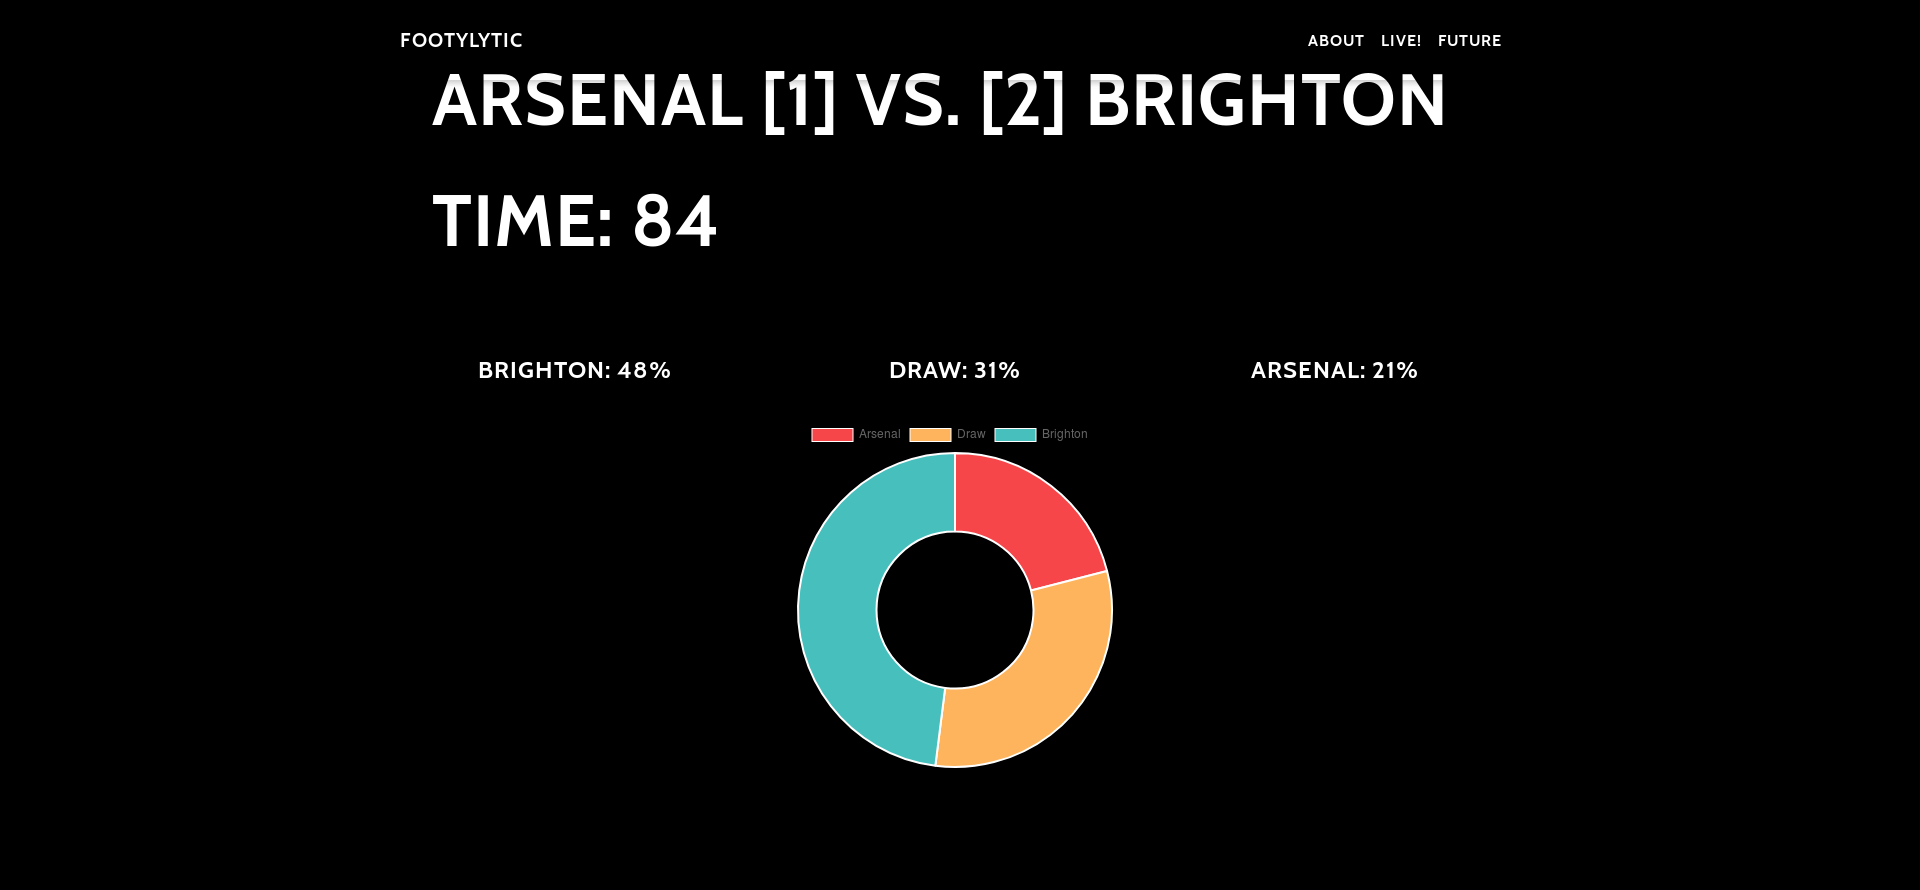 FOOTYLYTIC
ABOUT LIVE! FUTURE
ARSENAL [1] VS. [2] BRIGHTON
TIME: 84
BRIGHTON: 48%
DRAW: 31%
ARSENAL: 21%
Arsenal Draw Brighton